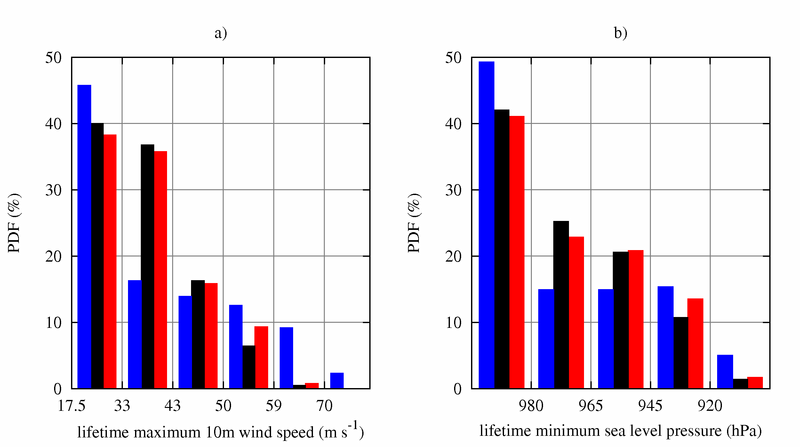 a)
50
40
30
20
10
0
PDF (%)
17.5 33 43 50 59 70
lifetime maximum 10m wind speed (m s-1)
b)
50
40
30
20
10
0
PDF (%)
980 965 945 920
lifetime minimum sea level pressure (hPa)